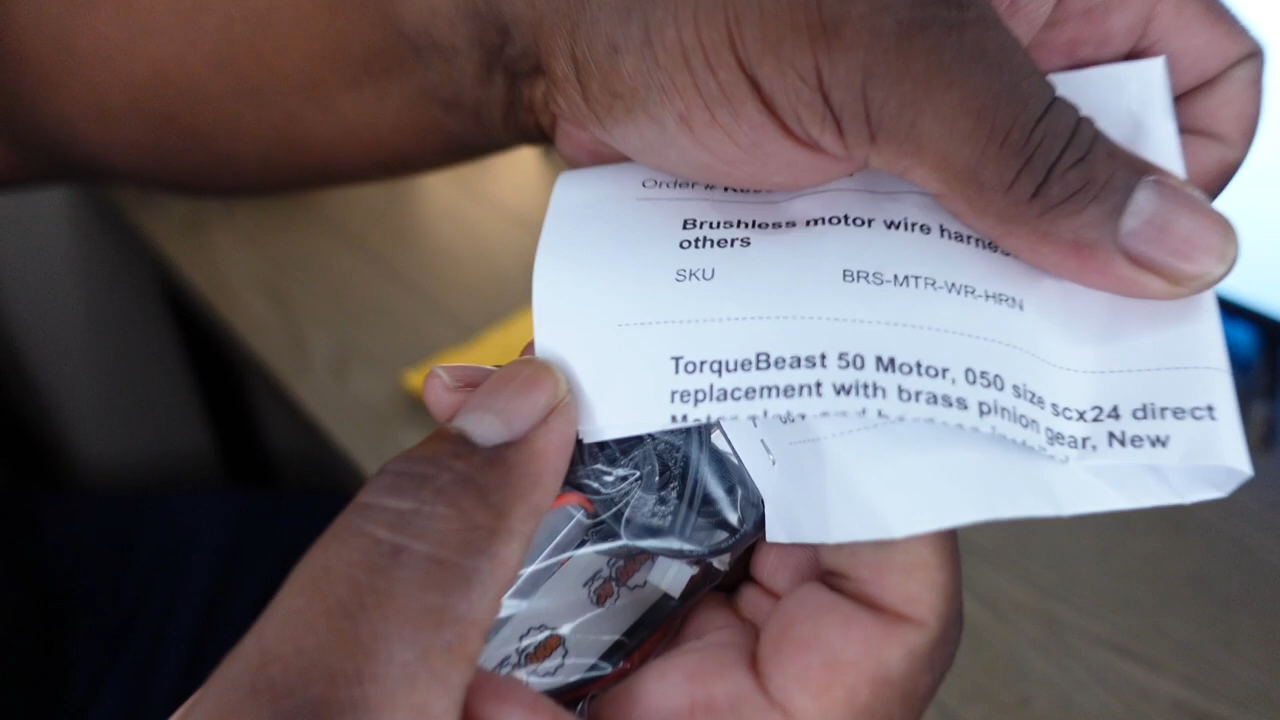 Order #
Brushless motor wire
others
SKU BRS-MTR-WR-HRN
TorqueBeast 50 Motor, 050 size scx24 direct
replacement with brass pinion gear, New